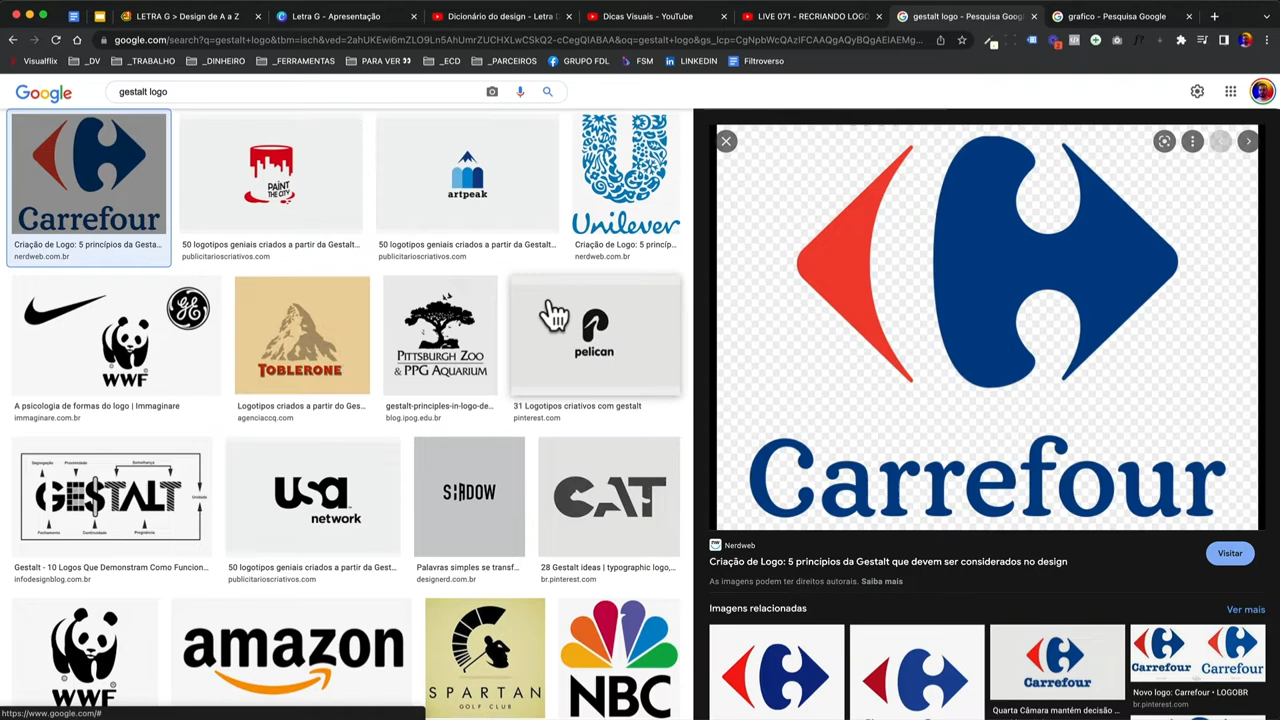 LETRA G > Design de A a Z
Letra G - Apresentação
Dicionário do design - Letra D
Dicas Visuais - YouTube
LIVE 071 - RECRIANDO LOGO
gestalt logo - Pesquisa Goog
grafico - Pesquisa Google
google.com/search?q=gestalt+logo&tbm=isch&ved=2ahUKEwi6mZLO9Ln5AhUmrZUCHXLwCSkQ2-cCegQIABAA&oq=gestalt+logo&gs_lcp=CgNpbWcQAzIFCAAQgAQyBQgAEIAEMg...
Visualflix
_DV
_TRABALHO
_DINHEIRO
_FERRAMENTAS
PARA VER
_ECD
_PARCEIROS
GRUPO FDL
FSM
LINKEDIN
Filtroverso
Google
gestalt logo
Carrefour
Criação de Logo: 5 princípios da Gesta...
nerdweb.com.br
PAINT
THE CITY
50 logotipos geniais criados a partir da Gestalt...
publicitarioscriativos.com
artpeak
50 logotipos geniais criados a partir da Gestalt...
publicitarioscriativos.com
Unilever
Criação de Logo: 5 princíp...
nerdweb.com.br
GE
WWF
A psicologia de formas do logo | Immaginare
immaginare.com.br
TOBLERONE
Logotipos criados a partir do Ges...
agenciaccq.com
PITTSBURGH ZOO
& PPG AQUARIUM
gestalt-principles-in-logo-de...
blog.ipog.edu.br
pelican
31 Logotipos criativos com gestalt
pinterest.com
Segregação
Proximidade
Semelhança
GESTALT
Unidade
Fechamento
Continuidade
Pregnância
Gestalt - 10 Logos Que Demonstram Como Funcion...
infodesignblog.com.br
usa
network
50 logotipos geniais criados a partir da Gestalt...
publicitarioscriativos.com
SHADOW
Palavras simples se transf...
designerd.com.br
CAT
28 Gestalt ideas | typographic logo,...
br.pinterest.com
WWF
amazon
SPARTAN
GOLF CLUB
NBC
https://www.google.com/#
Carrefour
Nerdweb
Criação de Logo: 5 princípios da Gestalt que devem ser considerados no design
As imagens podem ter direitos autorais. Saiba mais
Visitar
Imagens relacionadas
Ver mais
Carrefour
Quarta Câmara mantém decisão ...
Carrefour
Carrefour
Novo logo: Carrefour • LOGOBR
br.pinterest.com